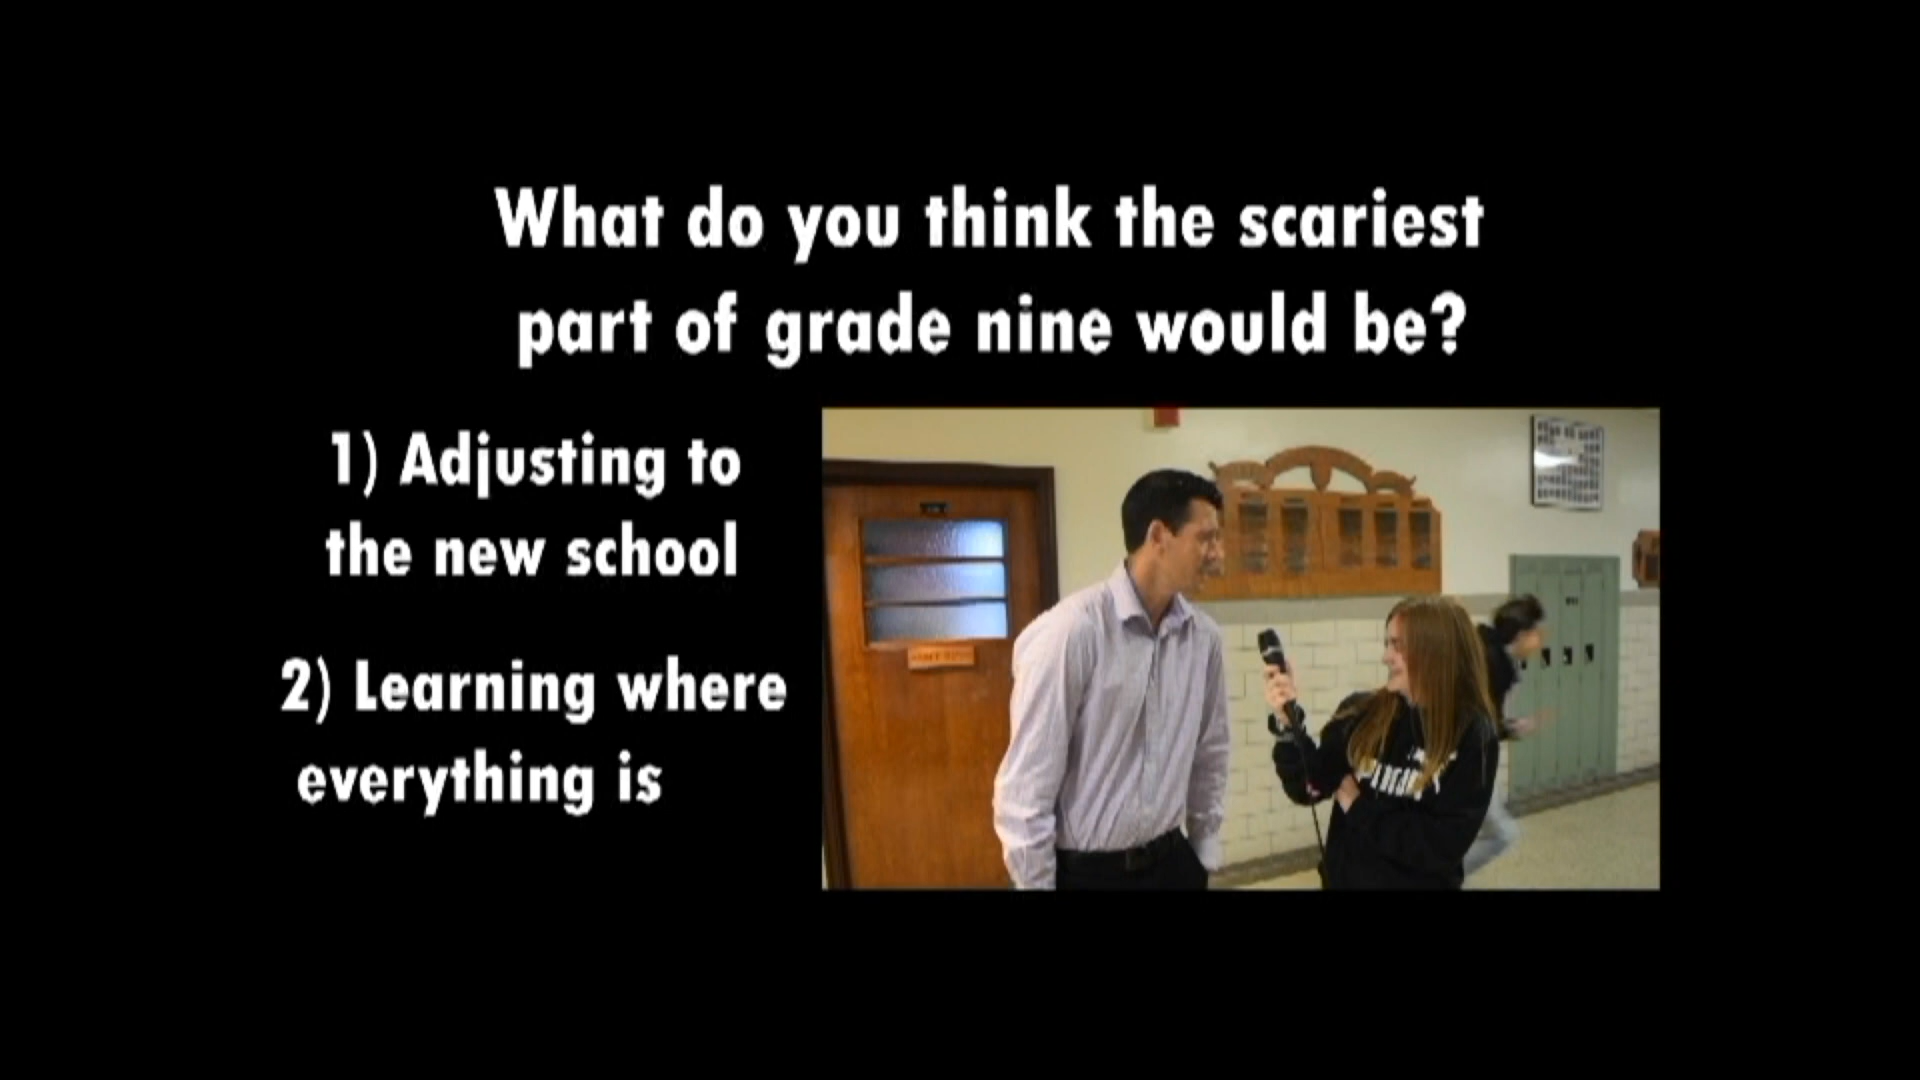 What do you think the scariest
part of grade nine would be?
1) Adjusting to
the new school
2) Learning where
everything is